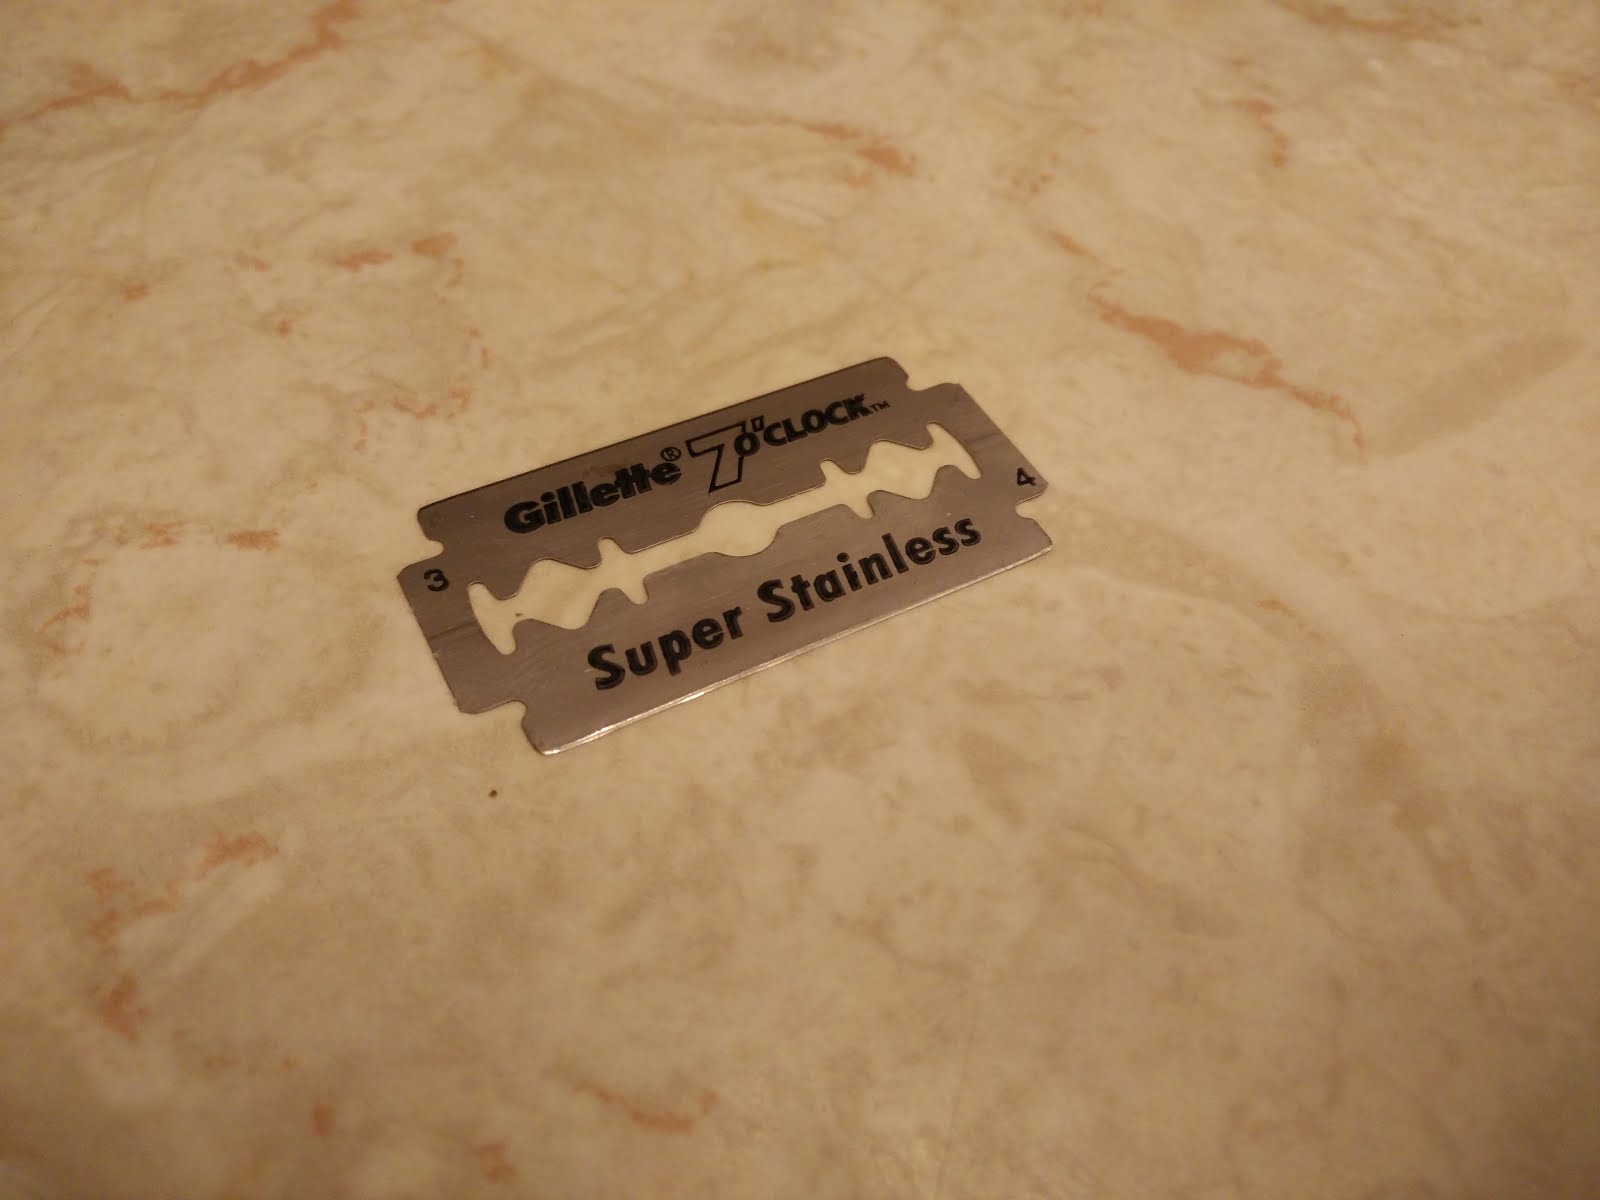 Gillette® 7 O'CLOCK™
3
4
Super Stainless